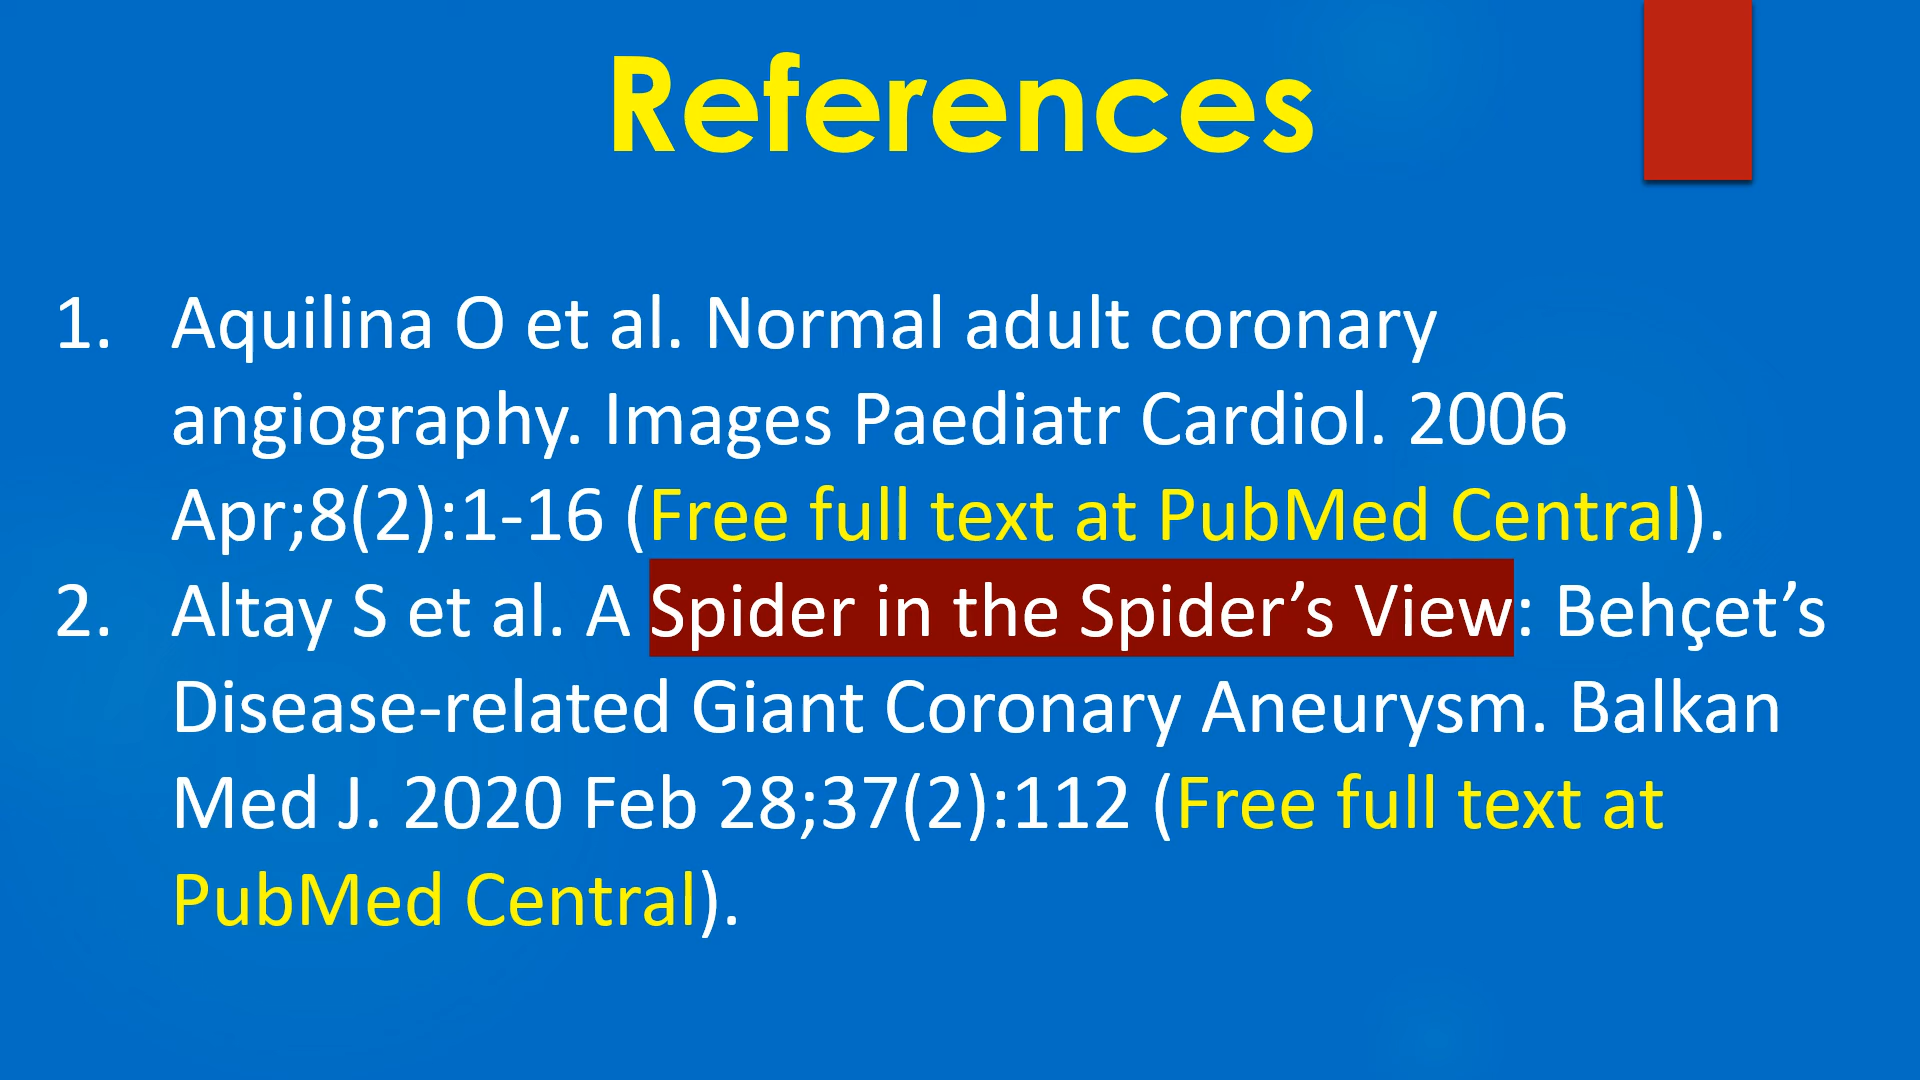 References
1. Aquilina O et al. Normal adult coronary
angiography. Images Paediatr Cardiol. 2006
Apr;8(2):1-16 (Free full text at PubMed Central).
2. Altay S et al. A Spider in the Spider’s View: Behçet’s
Disease-related Giant Coronary Aneurysm. Balkan
Med J. 2020 Feb 28;37(2):112 (Free full text at
PubMed Central).